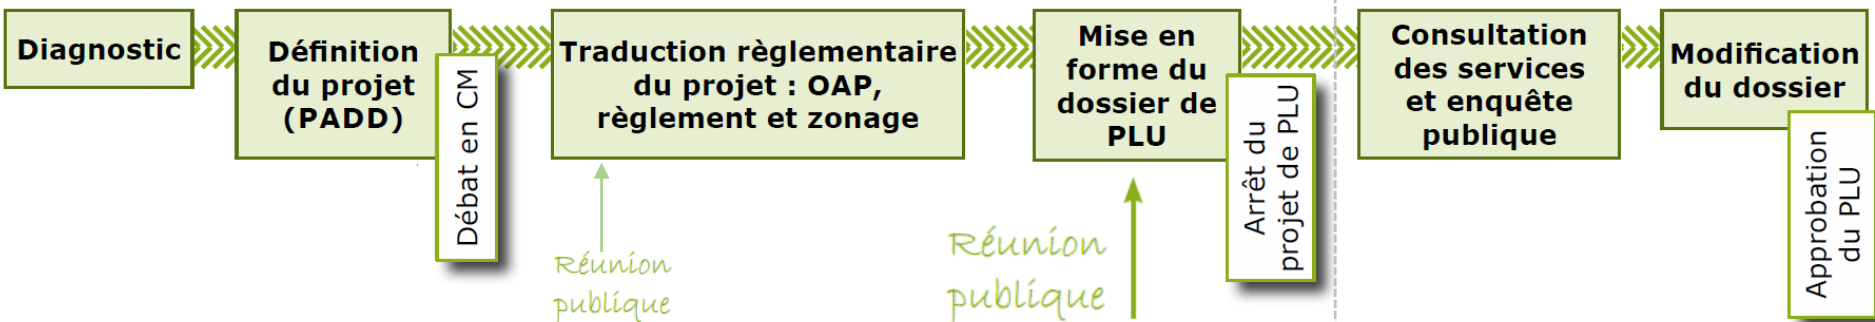 Diagnostic
Définition
du projet
(PADD)
Débat en CM
Traduction règlementaire
du projet : OAP,
règlement et zonage
Réunion
publique
Mise en
forme du
dossier de
PLU
Réunion
publique
Arrêt du
projet de PLU
Consultation
des services
et enquête
publique
Modification
du dossier
Approbation
du PLU